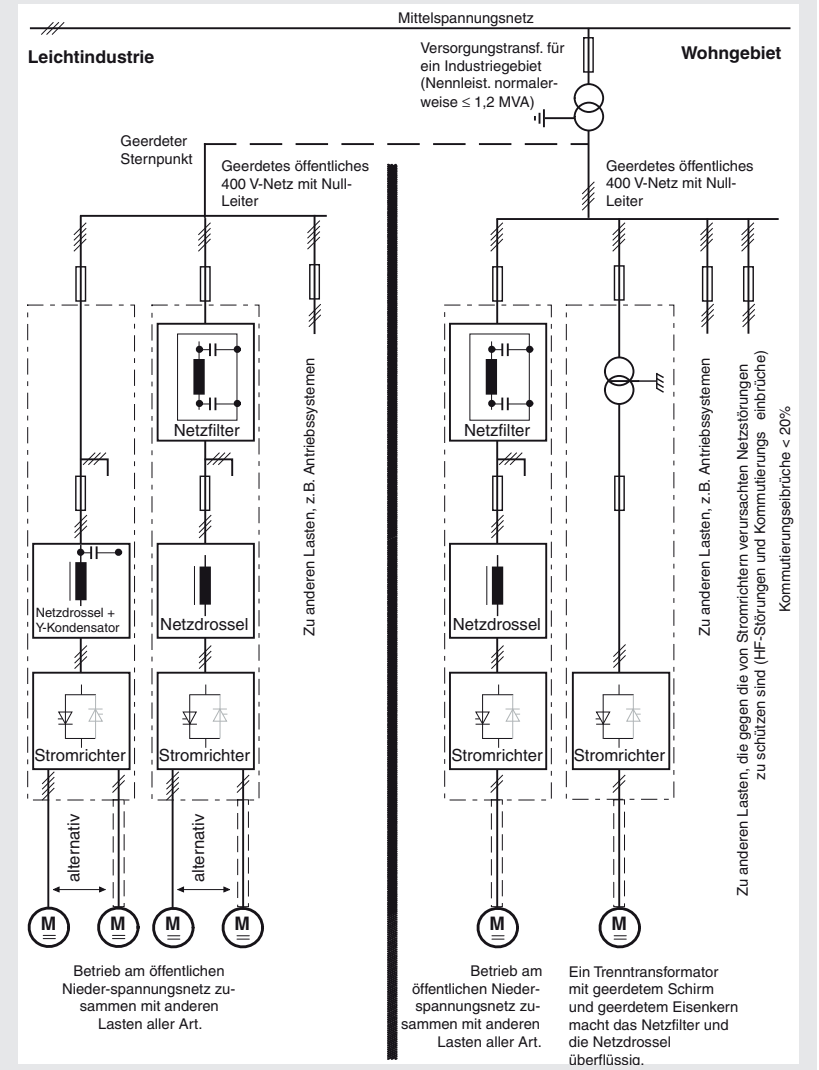 Mittelspannungsnetz
Leichtindustrie
Versorgungstransf. für
ein Industriegebiet
(Nennleist. normaler-
weise ≤ 1,2 MVA)
Wohngebiet
Geerdeter
Sternpunkt
Geerdetes öffentliches
400 V-Netz mit Null-
Leiter
Geerdetes öffentliches
400 V-Netz mit Null-
Leiter
Netzfilter
Netzdrossel +
Y-Kondensator
Netzdrossel
Stromrichter
Stromrichter
alternativ
alternativ
M
M
M
M
Zu anderen Lasten, z.B. Antriebssystemen
Betrieb am öffentlichen
Nieder-spannungsnetz zu-
sammen mit anderen
Lasten aller Art.
Netzfilter
Netzdrossel
Stromrichter
Stromrichter
M
M
Zu anderen Lasten, z.B. Antriebssystemen
Zu anderen Lasten, die gegen die von Stromrichtern verursachten Netzstörungen
zu schützen sind (HF-Störungen und Kommutierungs einbrüche)
Kommutierungseibrüche < 20%
Betrieb am
öffentlichen Nieder-
spannungsnetz zu-
sammen mit anderen
Lasten aller Art.
Ein Trenntransformator
mit geerdetem Schirm
und geerdetem Eisenkern
macht das Netzfilter und
die Netzdrossel
überflüssig.